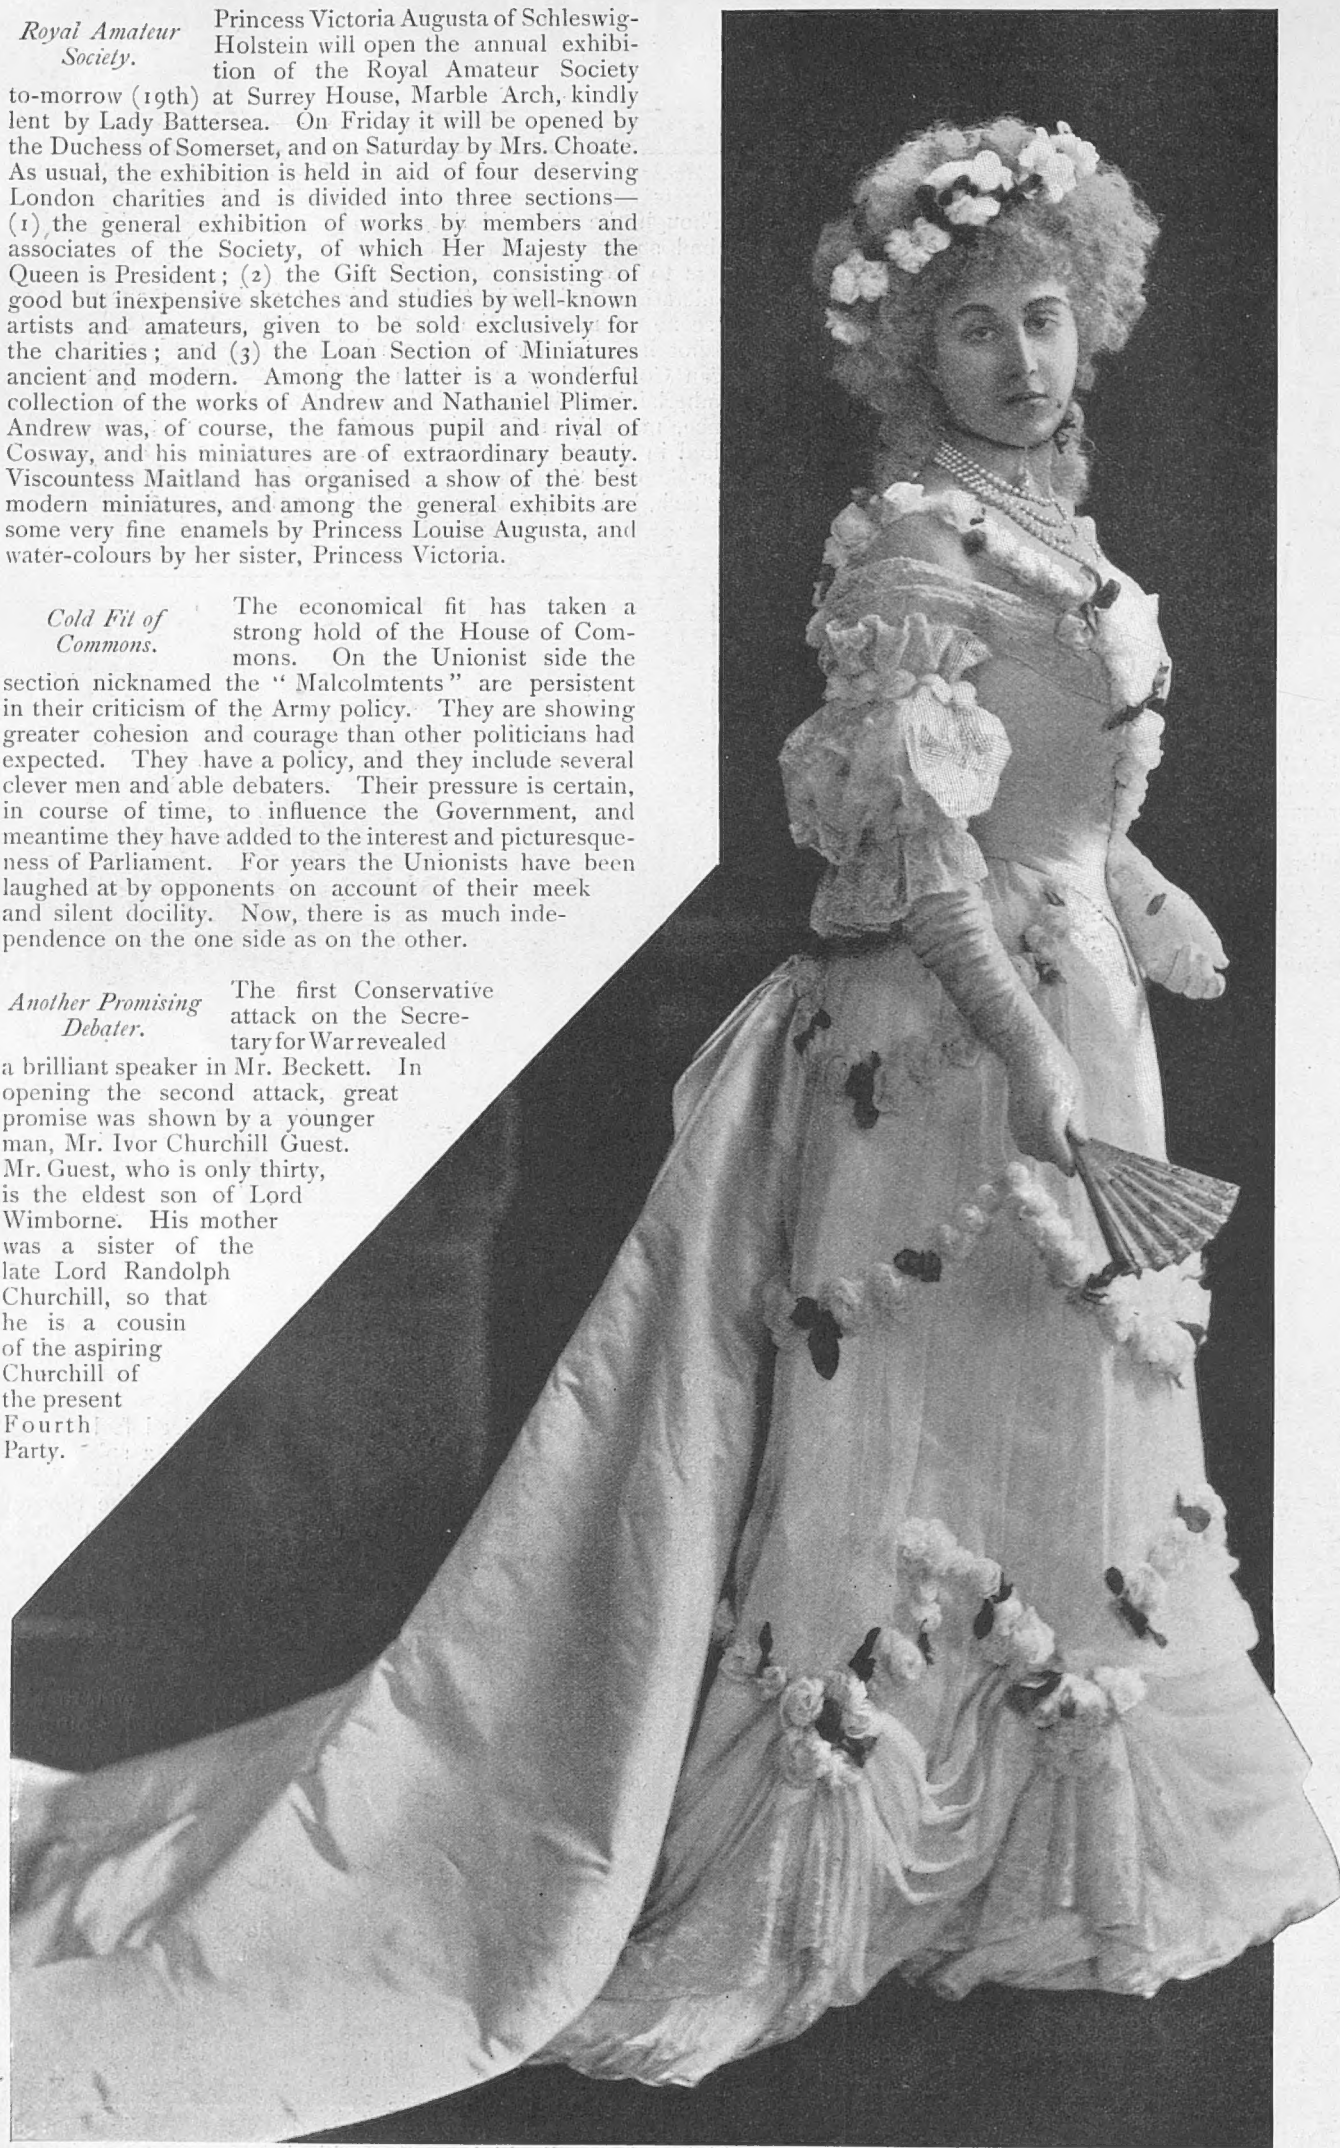 Royal Amateur
Society.
Princess Victoria Augusta of Schleswig-
Holstein will open the annual exhibi-
tion of the Royal Amateur Society
to-morrow (19th) at Surrey House, Marble Arch, kindly
lent by Lady Battersea. On Friday it will be opened by
the Duchess of Somerset, and on Saturday by Mrs. Choate.
As usual, the exhibition is held in aid of four deserving
London charities and is divided into three sections—
(1) the general exhibition of works by members and
associates of the Society, of which Her Majesty the
Queen is President; (2) the Gift Section, consisting of
good but inexpensive sketches and studies by well-known
artists and amateurs, given to be sold exclusively for
the charities; and (3) the Loan Section of Miniatures
ancient and modern. Among the latter is a wonderful
collection of the works of Andrew and Nathaniel Plimer.
Andrew was, of course, the famous pupil and rival of
Cosway, and his miniatures are of extraordinary beauty.
Viscountess Maitland has organised a show of the best
modern miniatures, and among the general exhibits are
some very fine enamels by Princess Louise Augusta, and
water-colours by her sister, Princess Victoria.
Cold Fit of
Commons.
The economical fit has taken a
strong hold of the House of Com-
mons. On the Unionist side the
section nicknamed the "Malcolmtents" are persistent
in their criticism of the Army policy. They are showing
greater cohesion and courage than other politicians had
expected. They have a policy, and they include several
clever men and able debaters. Their pressure is certain,
in course of time, to influence the Government, and
meantime they have added to the interest and picturesque-
ness of Parliament. For years the Unionists have been
laughed at by opponents on account of their meek
and silent docility. Now, there is as much inde-
pendence on the one side as on the other.
Another Promising
Debater.
The first Conservative
attack on the Secre-
tary for War revealed
a brilliant speaker in Mr. Beckett. In
opening the second attack, great
promise was shown by a younger
man, Mr. Ivor Churchill Guest.
Mr. Guest, who is only thirty,
is the eldest son of Lord
Wimborne. His mother
was a sister of the
late Lord Randolph
Churchill, so that
he is a cousin
of the aspiring
Churchill of
the present
Fourth
Party.